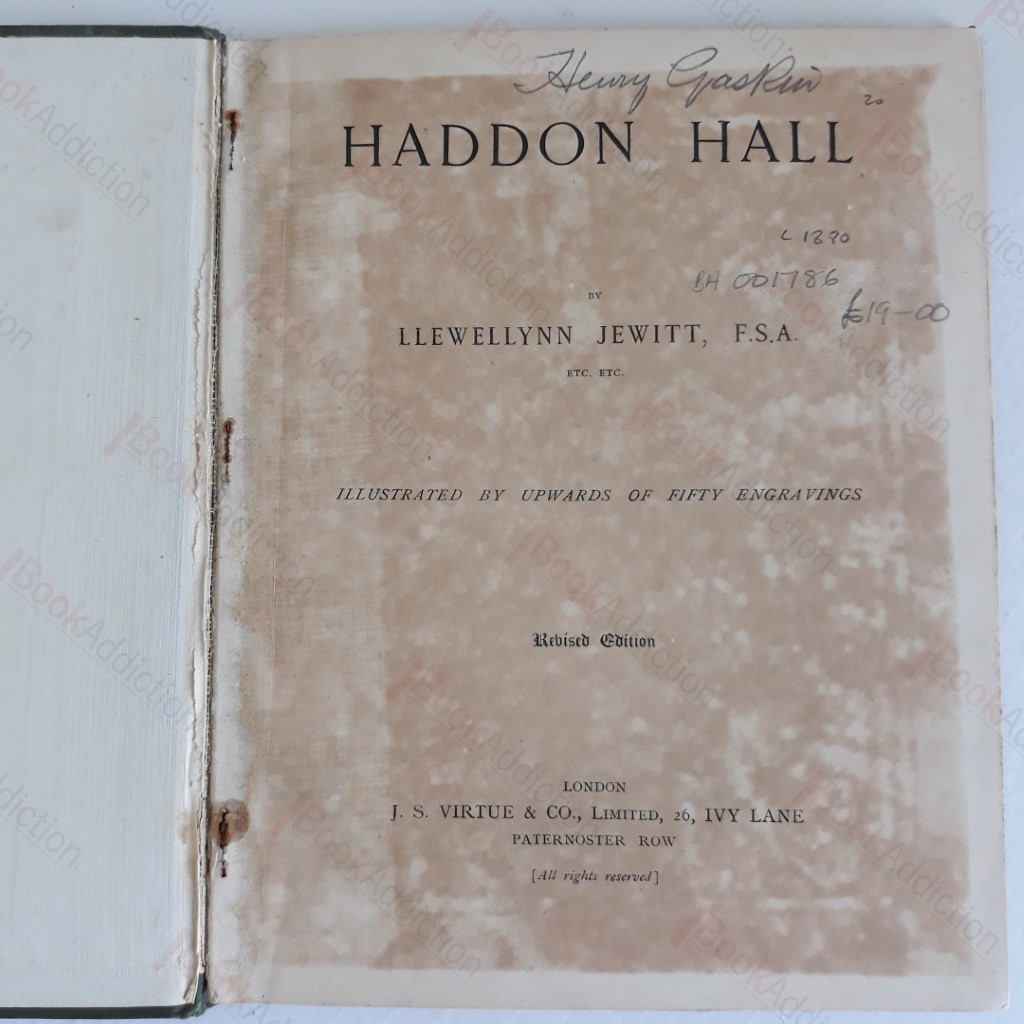 Henry Gaskin
20
HADDON HALL
c 1890
BH 001786
BY
£19-00
LLEWELLYNN JEWITT, F.S.A.
ETC. ETC.
ILLUSTRATED BY UPWARDS OF FIFTY ENGRAVINGS
Revised Edition
LONDON
J. S. VIRTUE & CO., LIMITED, 26, IVY LANE
PATERNOSTER ROW
[All rights reserved]
BookAddiction